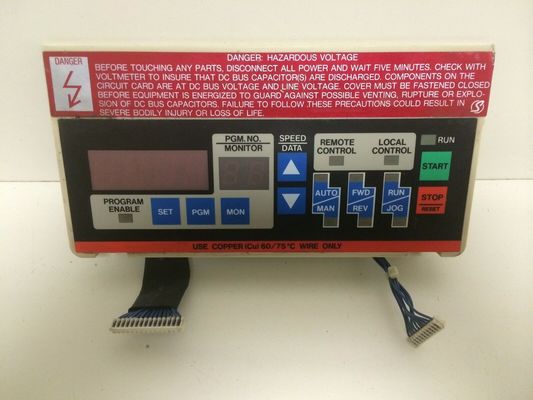 DANGER
DANGER: HAZARDOUS VOLTAGE
BEFORE TOUCHING ANY PARTS, DISCONNECT ALL POWER AND WAIT FIVE MINUTES. CHECK WITH
VOLTMETER TO INSURE THAT DC BUS CAPACITOR(S) ARE DISCHARGED. COMPONENTS ON THE
CIRCUIT CARD ARE AT DC BUS VOLTAGE AND LINE VOLTAGE. COVER MUST BE FASTENED CLOSED
BEFORE EQUIPMENT IS ENERGIZED TO GUARD AGAINST POSSIBLE VENTING, RUPTURE OR EXPLO-
SION OF DC BUS CAPACITORS. FAILURE TO FOLLOW THESE PRECAUTIONS COULD RESULT IN
SEVERE BODILY INJURY OR LOSS OF LIFE.
PGM. NO.
MONITOR
SPEED
DATA
REMOTE
CONTROL
LOCAL
CONTROL
RUN
START
PROGRAM
ENABLE
SET
PGM
MON
AUTO
MAN
FWD
REV
RUN
JOG
STOP
RESET
USE COPPER (Cu) 60/75°C WIRE ONLY